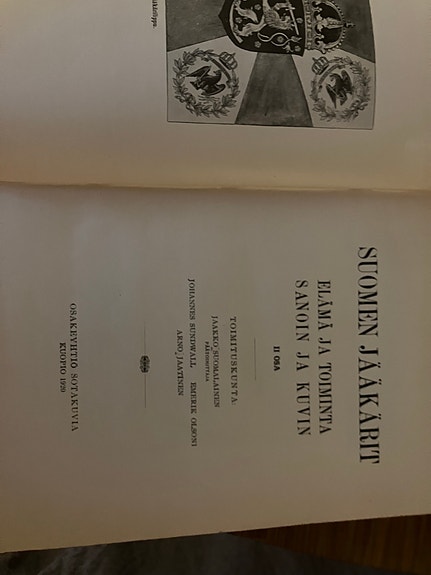 SUOMEN JÄÄKÄRIT
ELÄMÄ JA TOIMINTA
SANOIN JA KUVIN
II OSA
TOIMITUSKUNTA:
JAAKKO SUOMALAINEN
PÄÄTOIMITTAJA
JOHANNES SUNDWALL EMERIK OLSONI
ARNO JAATINEN
OSAKEYHTIÖ SOTAKUVIA
KUOPIO 1920